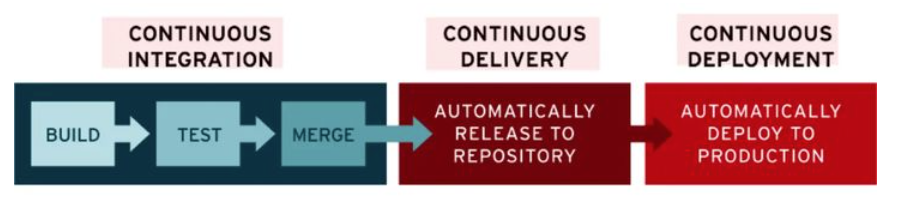 CONTINUOUS
INTEGRATION
CONTINUOUS
DELIVERY
CONTINUOUS
DEPLOYMENT
BUILD
TEST
MERGE
AUTOMATICALLY
RELEASE TO
REPOSITORY
AUTOMATICALLY
DEPLOY TO
PRODUCTION